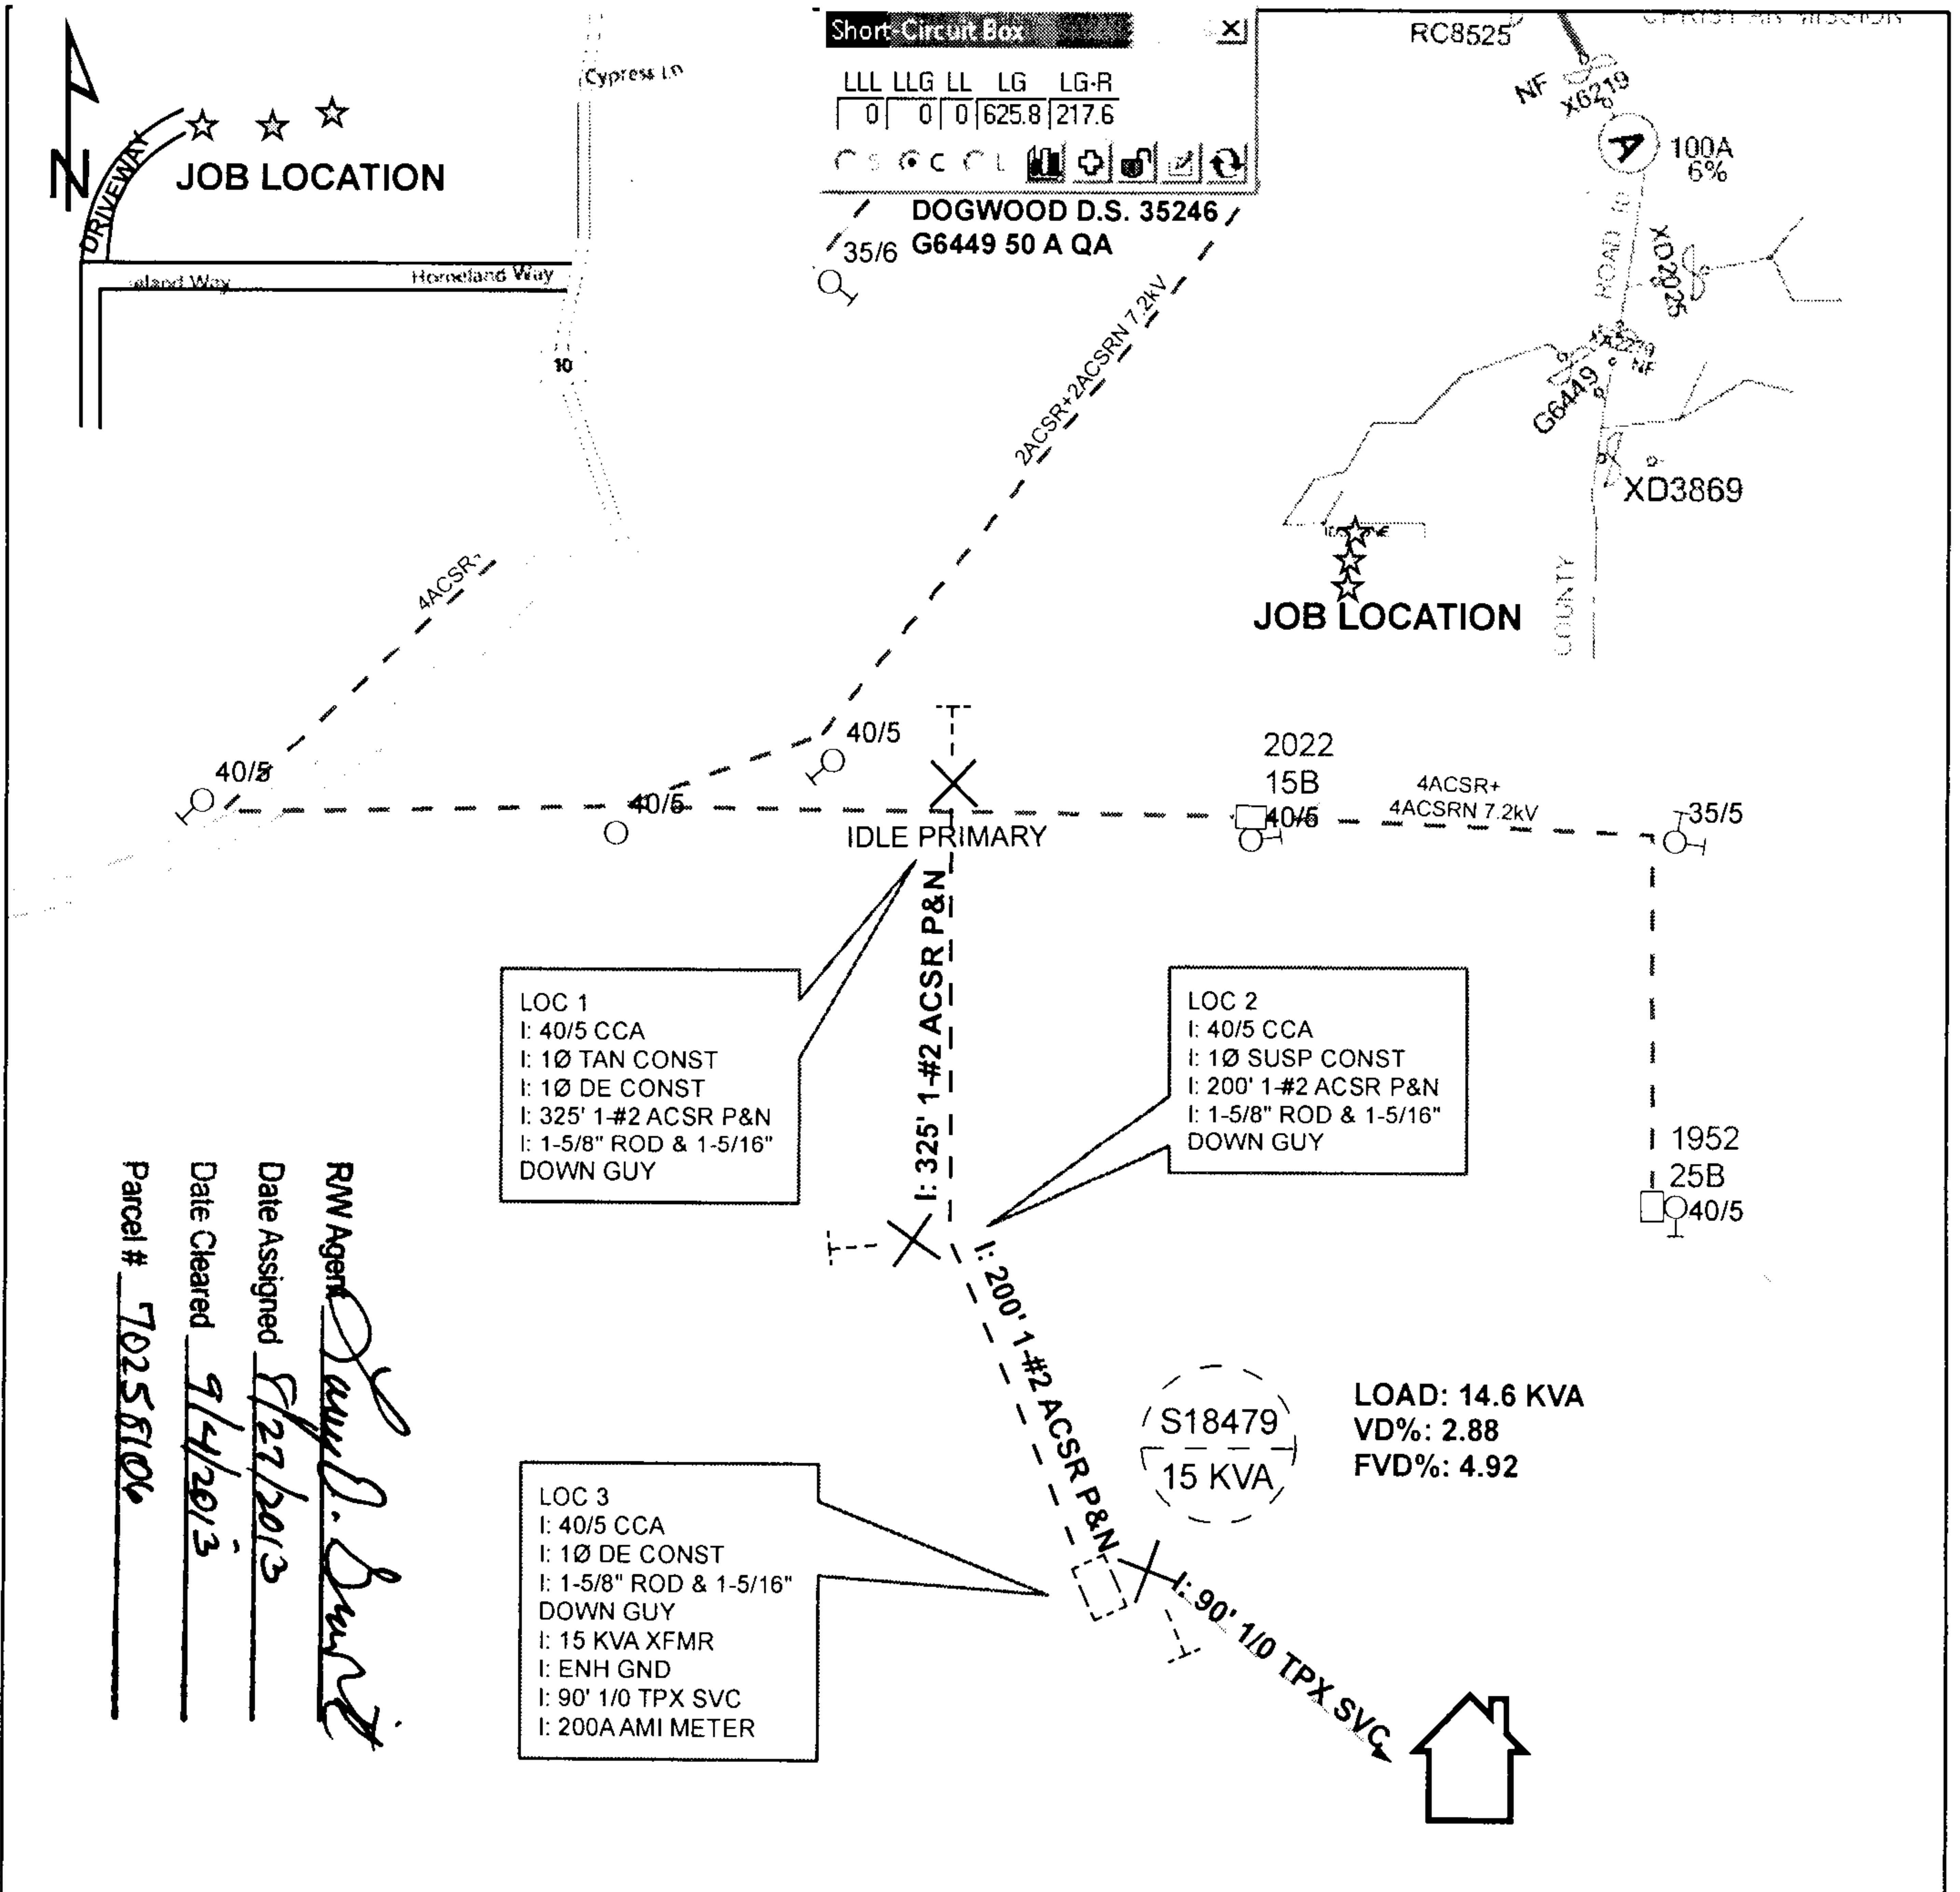 Short-Circuit Box
LLL LLG LL LG LG-R
0 0 0 625.8 217.6
S C L
DOGWOOD D.S. 35246
G6449 50 A QA
35/6
N
DRIVEWAY
JOB LOCATION
Cypress Ln
Homeland Way
eland Way
10
RC8525
NF
X6219
A
100A
6%
ROAD
XD2025
NF
G6449
XD3869
COUNTY
JOB LOCATION
2ACSR+2ACSRN 7.2kV
4ACSR+
40/5
40/5
40/5
IDLE PRIMARY
2022
15B
40/5
4ACSR+
4ACSRN 7.2kV
35/5
1952
25B
40/5
I: 325' 1-#2 ACSR P&N
LOC 1
I: 40/5 CCA
I: 1Ø TAN CONST
I: 1Ø DE CONST
I: 325' 1-#2 ACSR P&N
I: 1-5/8" ROD & 1-5/16"
DOWN GUY
LOC 2
I: 40/5 CCA
I: 1Ø SUSP CONST
I: 200' 1-#2 ACSR P&N
I: 1-5/8" ROD & 1-5/16"
DOWN GUY
I: 200' 1-#2 ACSR P&N
S18479
15 KVA
LOAD: 14.6 KVA
VD%: 2.88
FVD%: 4.92
LOC 3
I: 40/5 CCA
I: 1Ø DE CONST
I: 1-5/8" ROD & 1-5/16"
DOWN GUY
I: 15 KVA XFMR
I: ENH GND
I: 90' 1/0 TPX SVC
I: 200A AMI METER
I: 90' 1/0 TPX SVC
R/W Agent
Date Assigned 8/27/2013
Date Cleared 9/4/2013
Parcel # 70258106